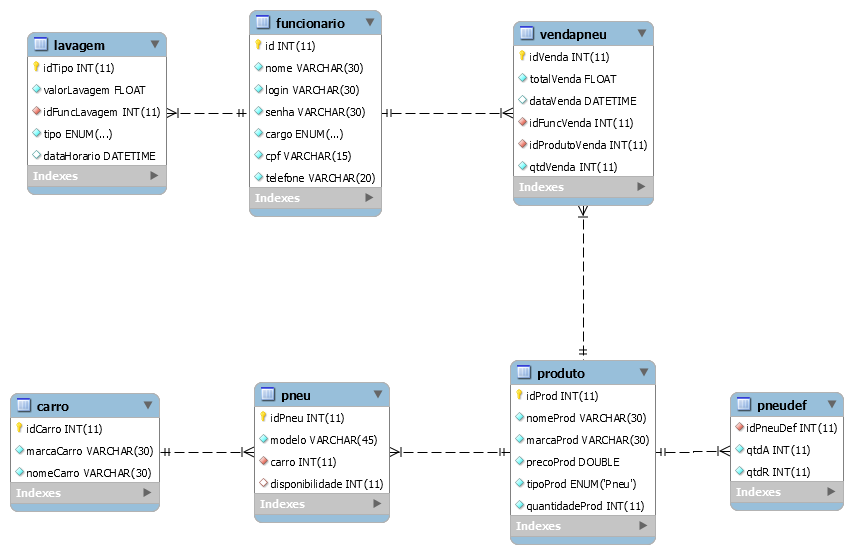 lavagem
idTipo INT(11)
valorLavagem FLOAT
idFuncLavagem INT(11)
tipo ENUM(...)
dataHorario DATETIME
Indexes
funcionario
id INT(11)
nome VARCHAR(30)
login VARCHAR(30)
senha VARCHAR(30)
cargo ENUM(...)
cpf VARCHAR(15)
telefone VARCHAR(20)
Indexes
vendapneu
idVenda INT(11)
totalVenda FLOAT
dataVenda DATETIME
idFuncVenda INT(11)
idProdutoVenda INT(11)
qtdVenda INT(11)
Indexes
carro
idCarro INT(11)
marcaCarro VARCHAR(30)
nomeCarro VARCHAR(30)
Indexes
pneu
idPneu INT(11)
modelo VARCHAR(45)
carro INT(11)
disponibilidade INT(11)
Indexes
produto
idProd INT(11)
nomeProd VARCHAR(30)
marcaProd VARCHAR(30)
precoProd DOUBLE
tipoProd ENUM('Pneu')
quantidadeProd INT(11)
Indexes
pneudef
idPneuDef INT(11)
qtdA INT(11)
qtdR INT(11)
Indexes